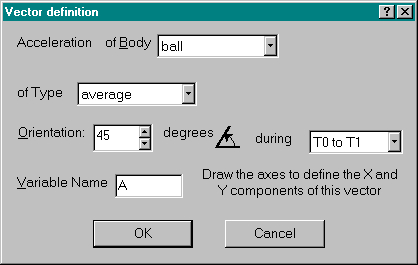 Vector definition
Acceleration of Body ball
of Type average
Orientation: 45 degrees during T0 to T1
Variable Name A
Draw the axes to define the X and
Y components of this vector
OK Cancel